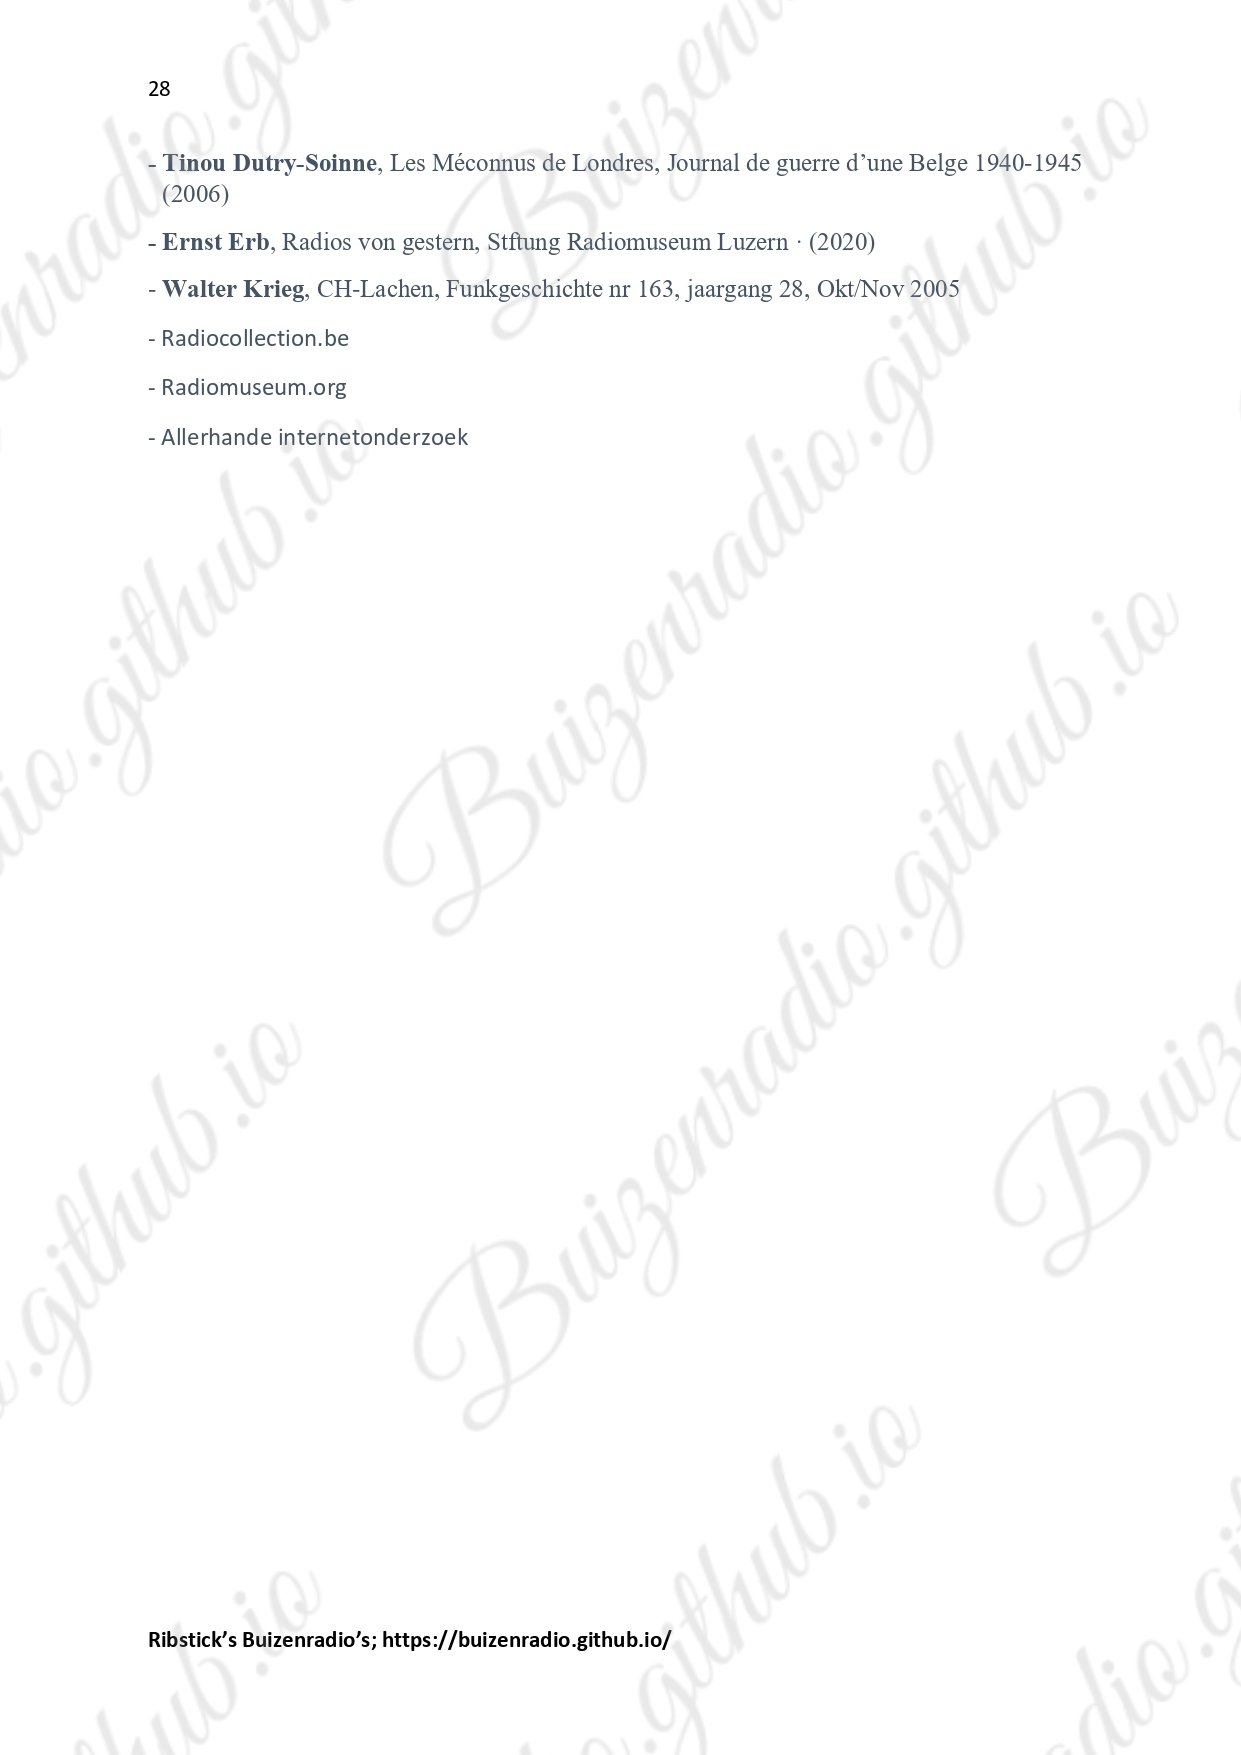 28
- Tinou Dutry-Soinne, Les Méconnus de Londres, Journal de guerre d’une Belge 1940-1945
(2006)
- Ernst Erb, Radios von gestern, Stftung Radiomuseum Luzern · (2020)
- Walter Krieg, CH-Lachen, Funkgeschichte nr 163, jaargang 28, Okt/Nov 2005
- Radiocollection.be
- Radiomuseum.org
- Allerhande internetonderzoek
Buizenradio.github.io
Ribstick’s Buizenradio’s; https://buizenradio.github.io/